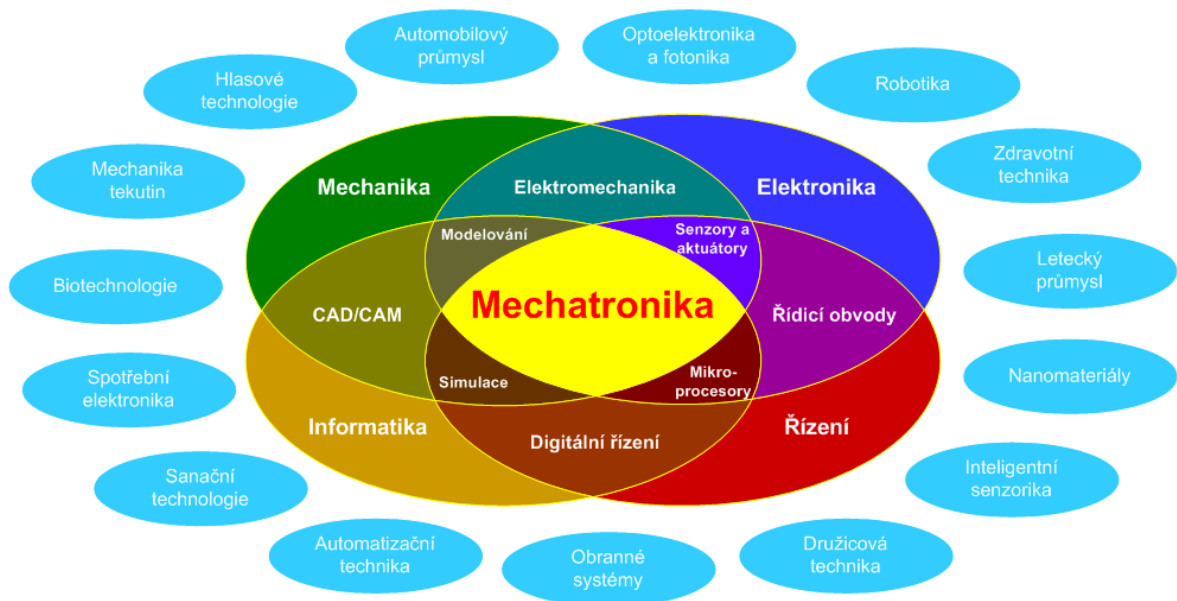 Automobilový
průmysl
Optoelektronika
a fotonika
Hlasové
technologie
Robotika
Mechanika
tekutin
Zdravotní
technika
Mechanika
Elektromechanika
Elektronika
Modelování
Senzory a
aktuátory
Biotechnologie
Letecký
průmysl
CAD/CAM
Mechatronika
Řídicí obvody
Spotřební
elektronika
Simulace
Mikro-
procesory
Nanomateriály
Informatika
Digitální řízení
Řízení
Sanační
technologie
Inteligentní
senzorika
Automatizační
technika
Obranné
systémy
Družicová
technika